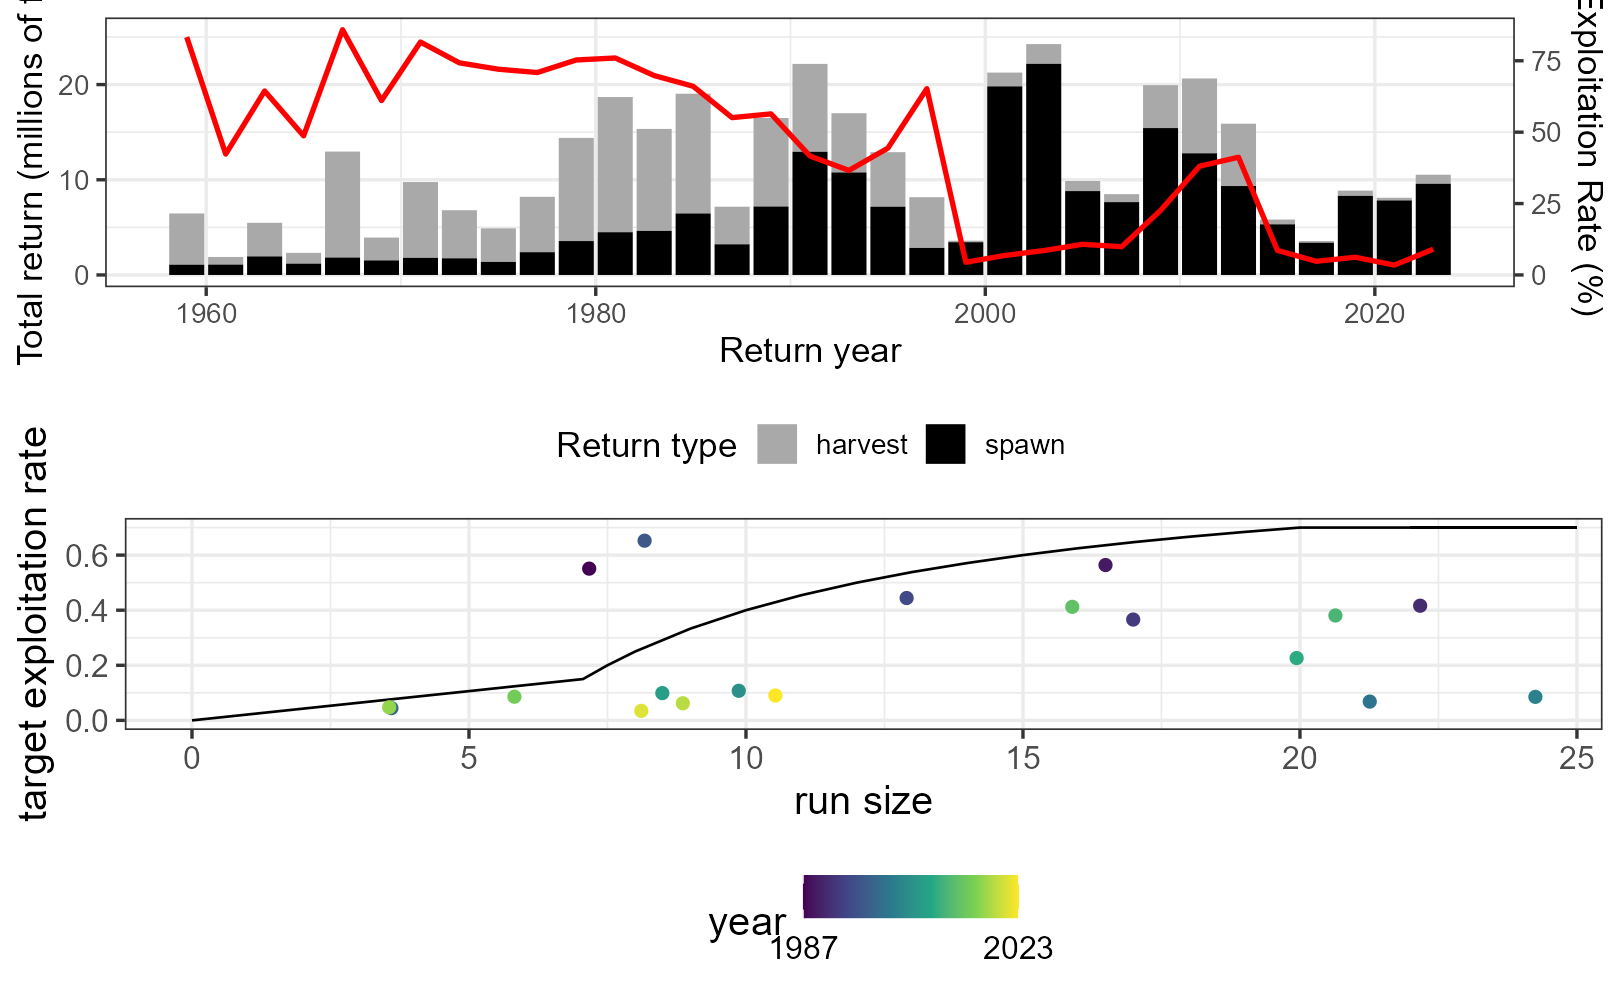 Total return (millions of
Exploitation Rate (%)
20
10
0
75
50
25
0
1960 1980 2000 2020
Return year
Return type harvest spawn
target exploitation rate
0.6
0.4
0.2
0.0
0 5 10 15 20 25
run size
year
1987 2023